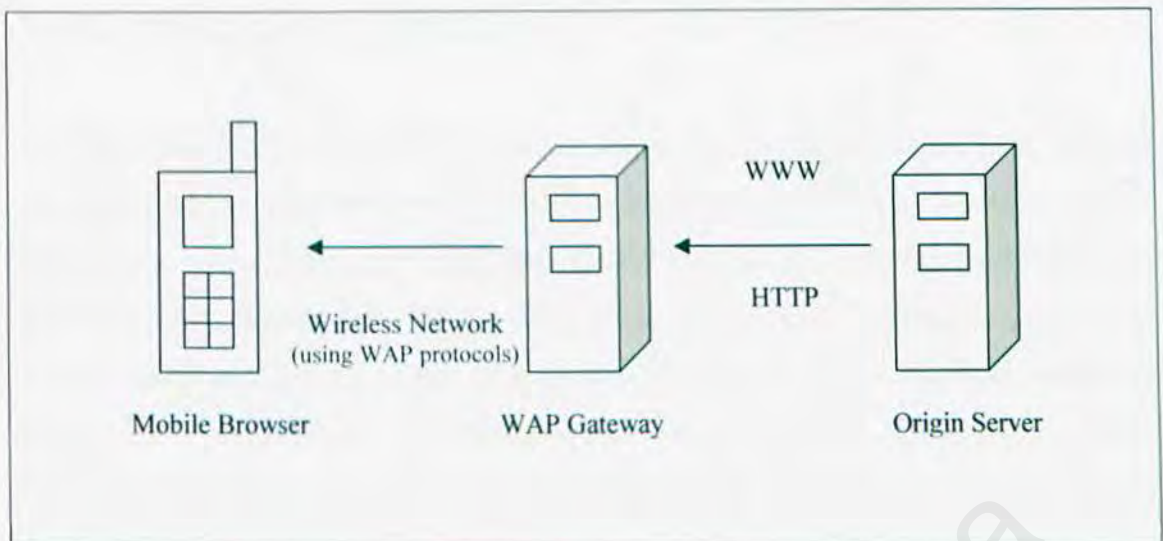 WWW
HTTP
Wireless Network
(using WAP protocols)
Mobile Browser
WAP Gateway
Origin Server